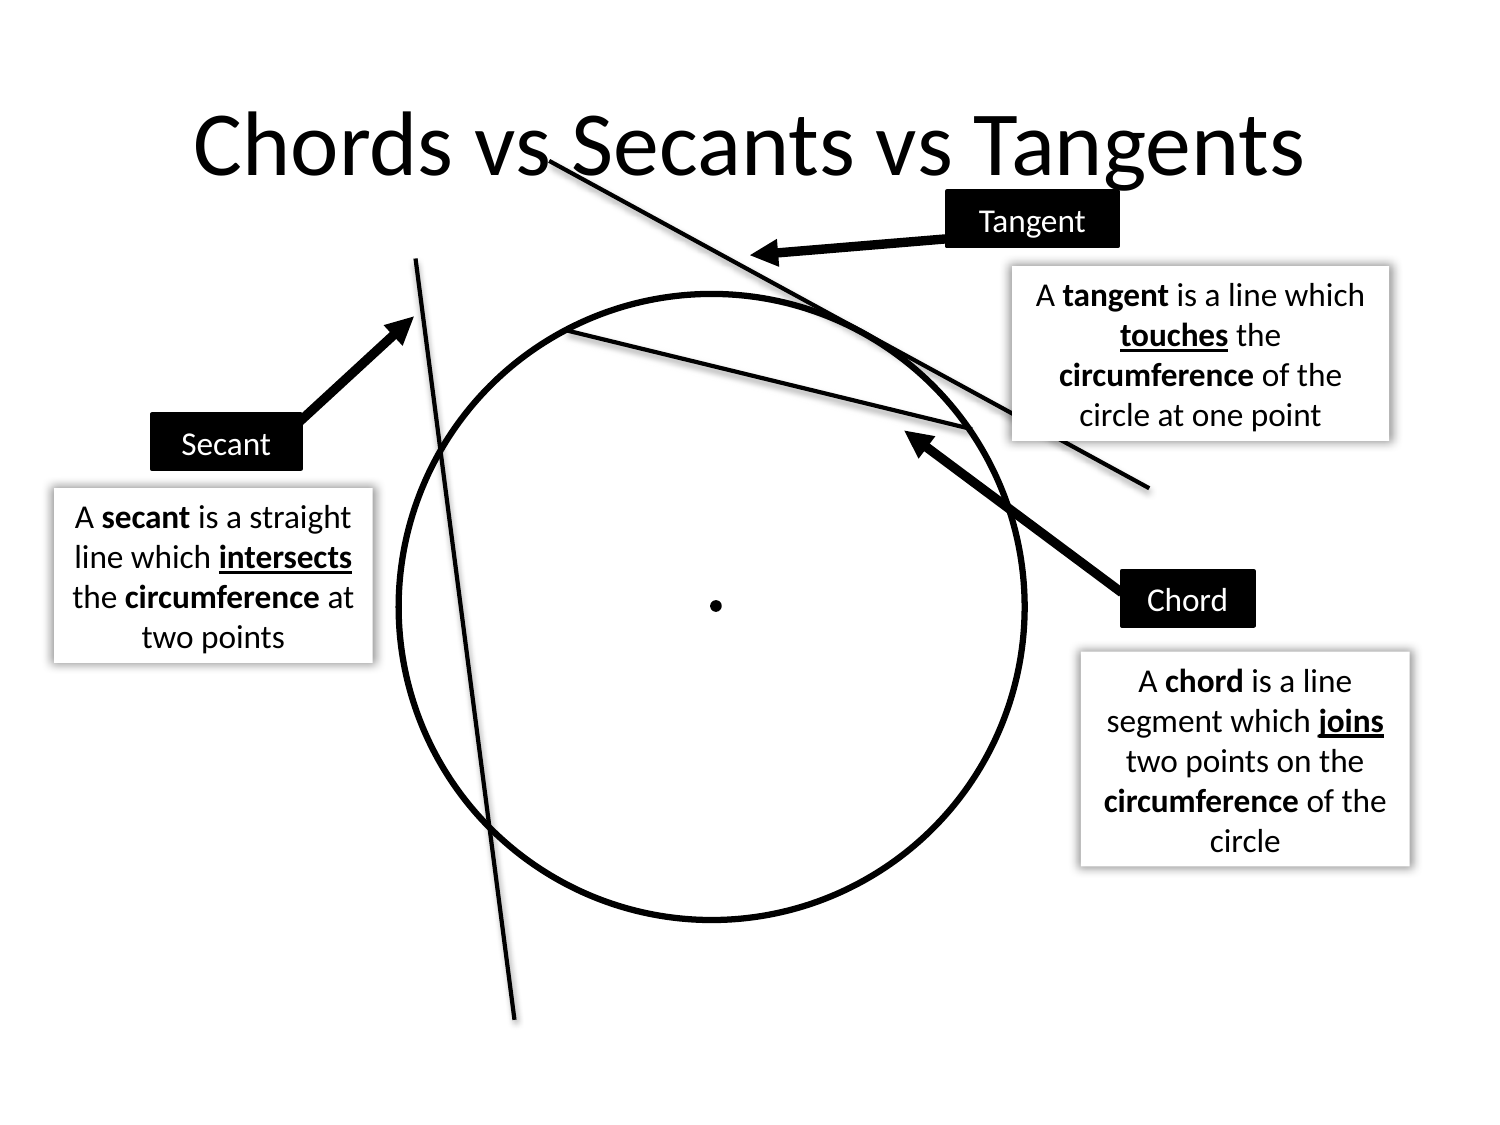 Chords vs Secants vs Tangents
Tangent
A tangent is a line which
touches the
circumference of the
circle at one point
Secant
A secant is a straight
line which intersects
the circumference at
two points
Chord
A chord is a line
segment which joins
two points on the
circumference of the
circle